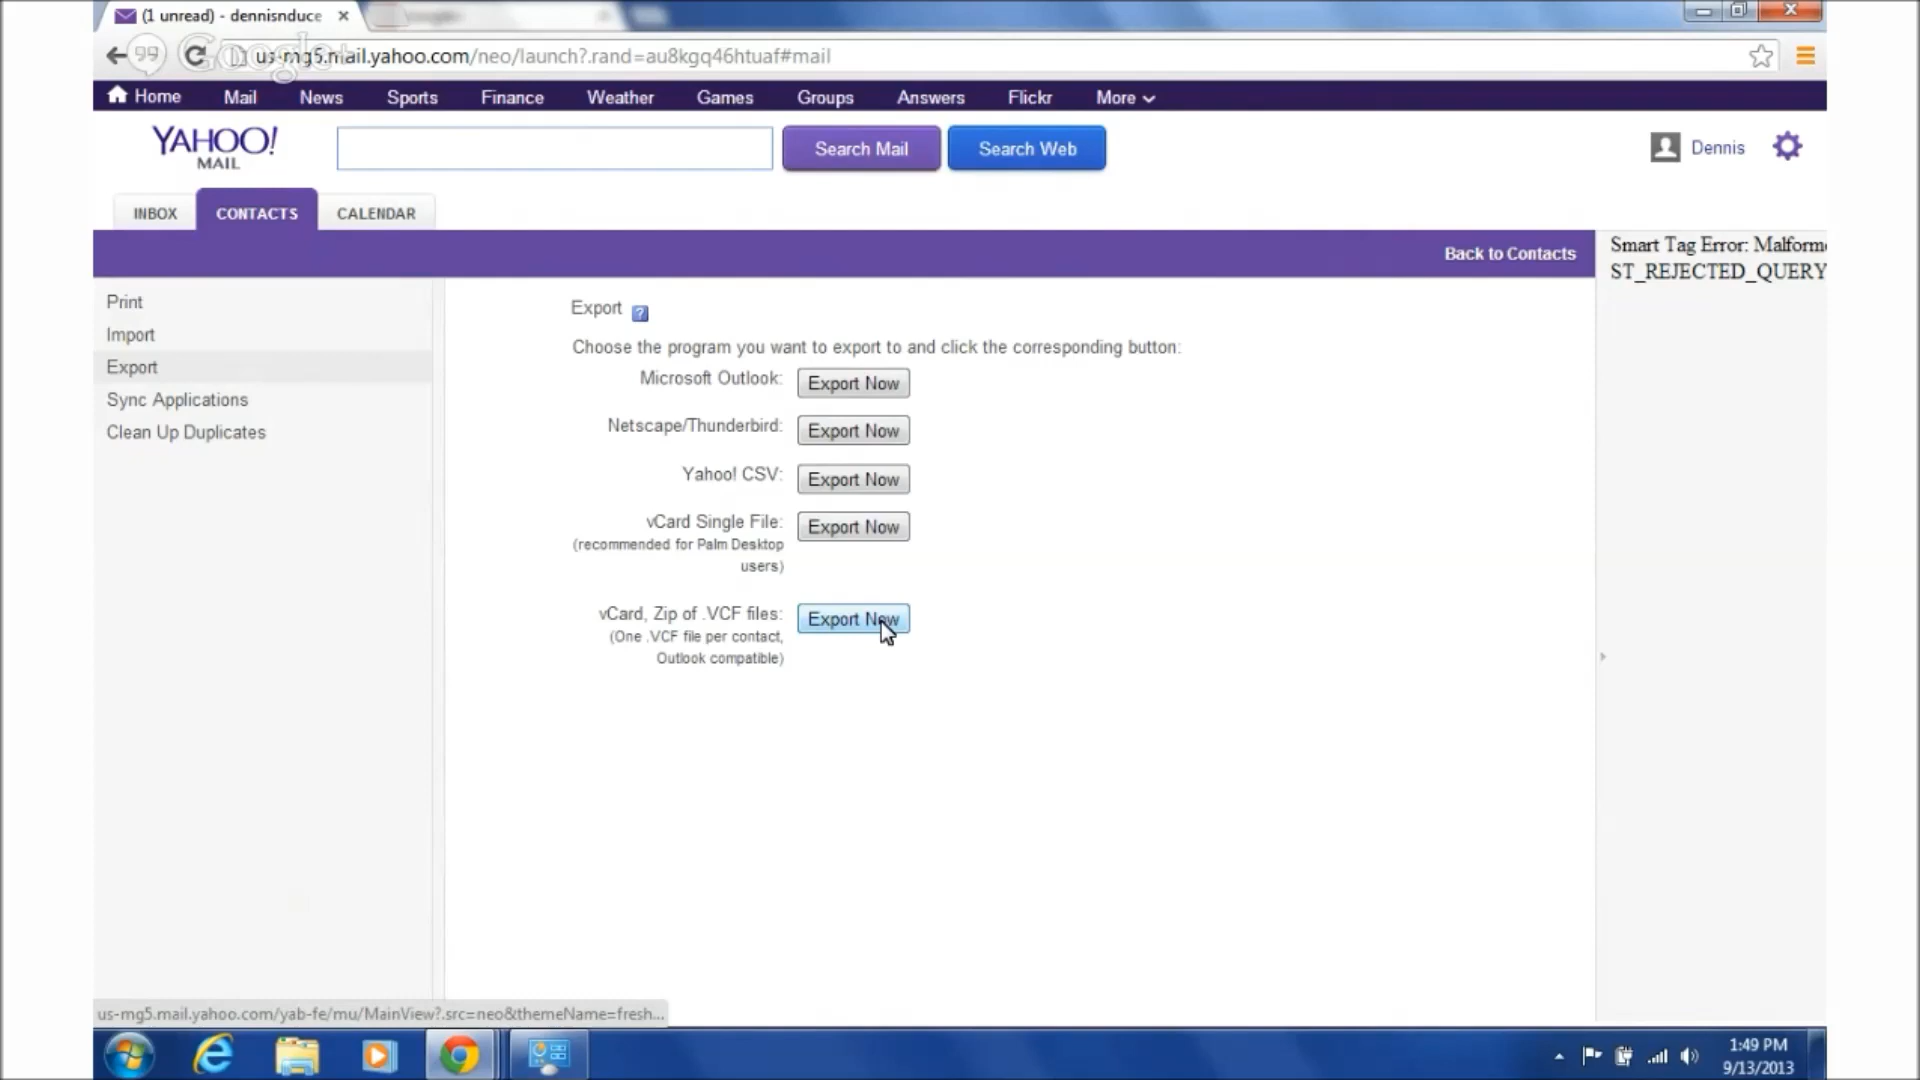 (1 unread) - dennisnduce
us-mg5.mail.yahoo.com/neo/launch?.rand=au8kgq46htuaf#mail
Google+
Home Mail News Sports Finance Weather Games Groups Answers Flickr More
YAHOO!
MAIL
Search Mail
Search Web
Dennis
INBOX
CONTACTS
CALENDAR
Back to Contacts
Smart Tag Error: Malform
ST_REJECTED_QUERY
Print
Import
Export
Sync Applications
Clean Up Duplicates
Export ?
Choose the program you want to export to and click the corresponding button:
Microsoft Outlook: Export Now
Netscape/Thunderbird: Export Now
Yahoo! CSV: Export Now
vCard Single File: Export Now
(recommended for Palm Desktop
users)
vCard, Zip of .VCF files: Export Now
(One .VCF file per contact,
Outlook compatible)
us-mg5.mail.yahoo.com/yab-fe/mu/MainView?.src=neo&themeName=fresh...
1:49 PM
9/13/2013